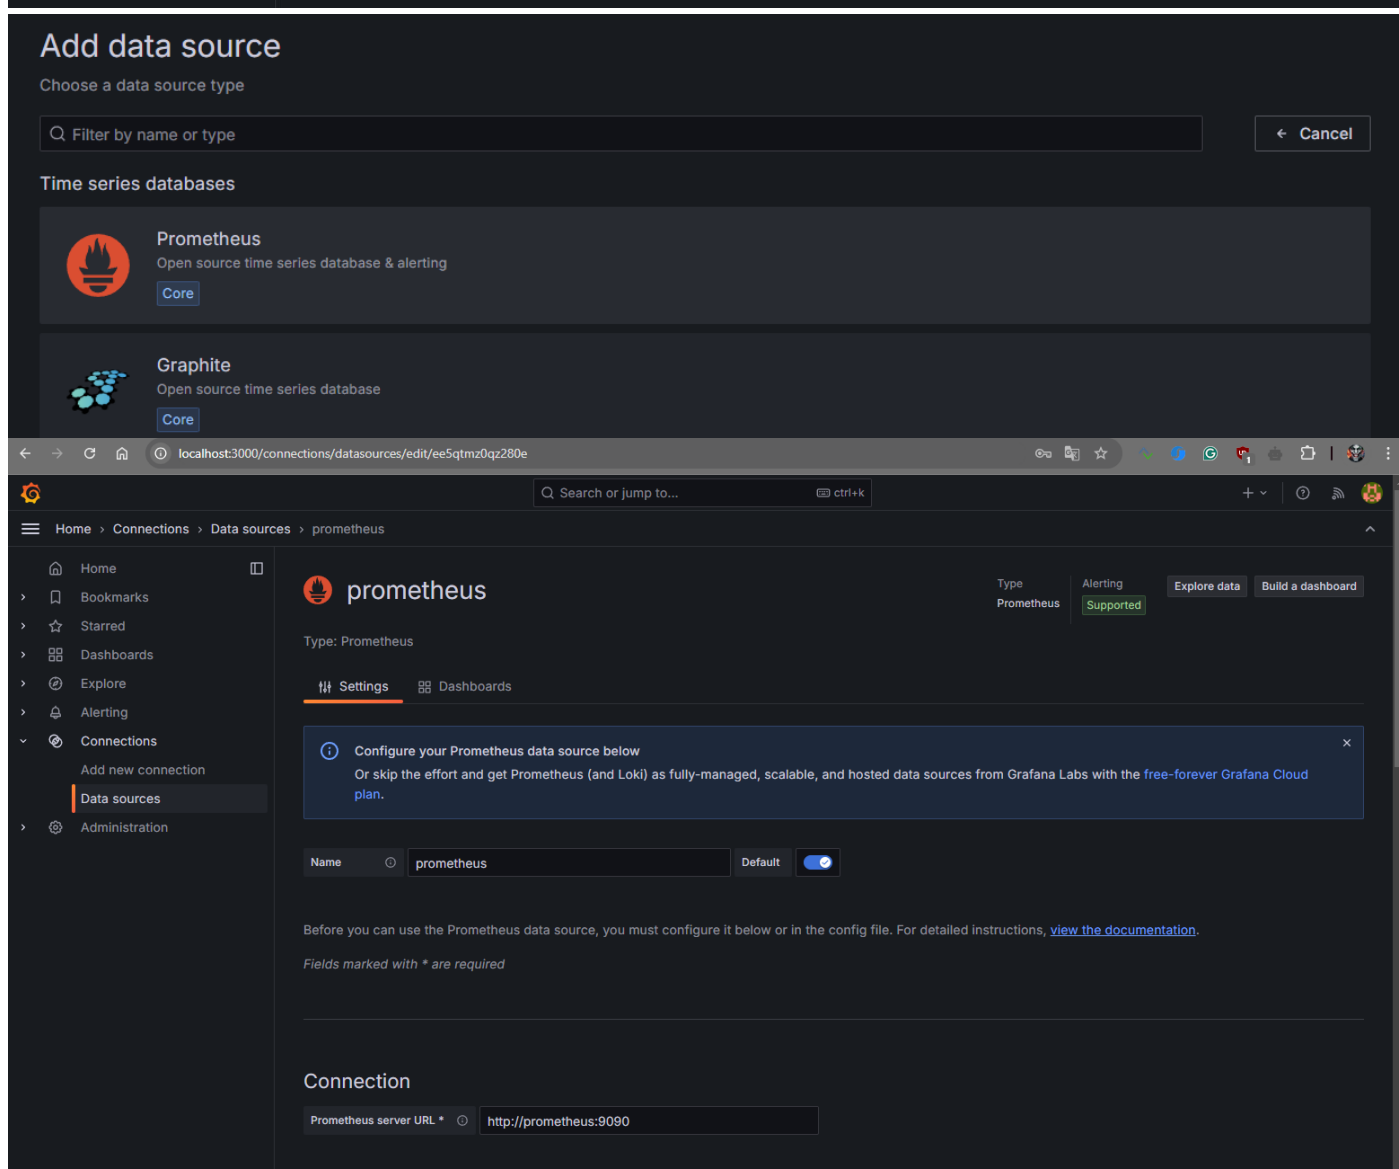 Add data source
Choose a data source type
Filter by name or type
Cancel
Time series databases
Prometheus
Open source time series database & alerting
Core
Graphite
Open source time series database
Core
localhost:3000/connections/datasources/edit/ee5qtmz0qz280e
Search or jump to...
ctrl+k
Home › Connections › Data sources › prometheus
Home
Bookmarks
Starred
Dashboards
Explore
Alerting
Connections
Add new connection
Data sources
Administration
prometheus
Type
Prometheus
Alerting
Supported
Explore data
Build a dashboard
Type: Prometheus
Settings
Dashboards
Configure your Prometheus data source below
Or skip the effort and get Prometheus (and Loki) as fully-managed, scalable, and hosted data sources from Grafana Labs with the free-forever Grafana Cloud
plan.
Name
prometheus
Default
Before you can use the Prometheus data source, you must configure it below or in the config file. For detailed instructions, view the documentation.
Fields marked with * are required
Connection
Prometheus server URL *
http://prometheus:9090